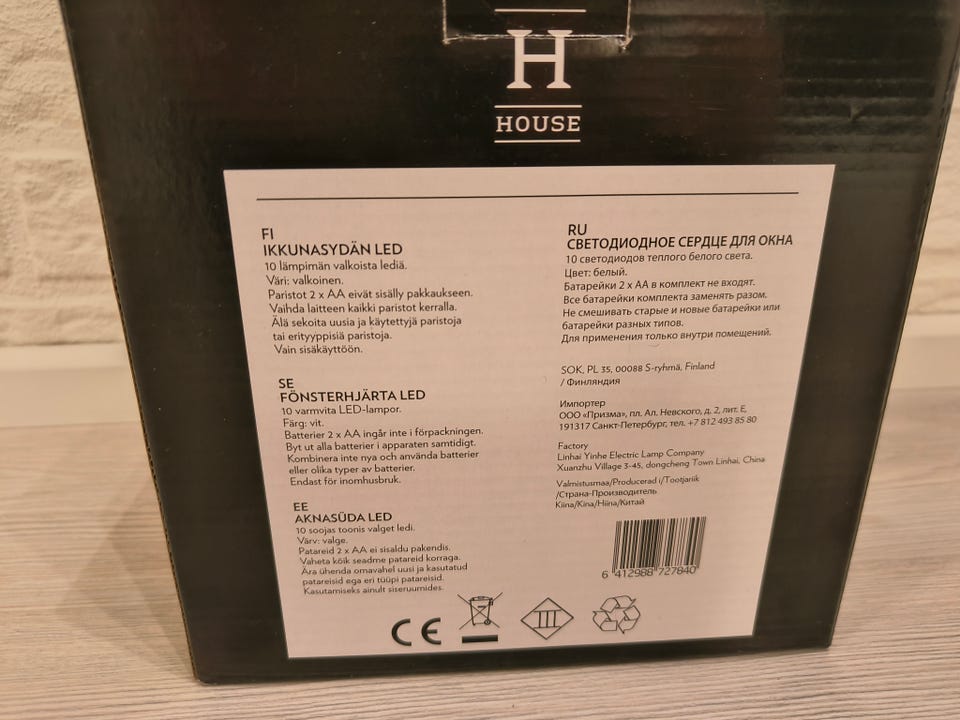 H
HOUSE
FI
IKKUNASYDÄN LED
10 lämpimän valkoista lediä.
Väri: valkoinen.
Paristot 2 x AA eivät sisälly pakkaukseen.
Vaihda laitteen kaikki paristot kerralla.
Älä sekoita uusia ja käytettyjä paristoja
tai erityyppisiä paristoja.
Vain sisäkäyttöön.
SE
FÖNSTERHJÄRTA LED
10 varmvita LED-lampor.
Färg: vit.
Batterier 2 x AA ingår inte i förpackningen.
Byt ut alla batterier i apparaten samtidigt.
Kombinera inte nya och använda batterier
eller olika typer av batterier.
Endast för inomhusbruk.
EE
AKNASÜDA LED
10 soojas toonis valget ledi.
Värv: valge.
Patareid 2 x AA ei sisaldu pakendis.
Vaheta kõik seadme patareid korraga.
Ära ühenda omavahel uusi ja kasutatud
patareisid ega eri tüüpi patareisid.
Kasutamiseks ainult siseruumides.
RU
СВЕТОДИОДНОЕ СЕРДЦЕ ДЛЯ ОКНА
10 светодиодов теплого белого света.
Цвет: белый.
Батарейки 2 x AA в комплект не входят.
Все батарейки комплекта заменять разом.
Не смешивать старые и новые батарейки или
батарейки разных типов.
Для применения только внутри помещений.
SOK, PL 35, 00088 S-ryhmä, Finland
/ Финляндия
Импортер
ООО «Призма», пл. Ал. Невского, д. 2, лит. Е,
191317 Санкт-Петербург, тел. +7 812 493 85 80
Factory
Linhai Yinhe Electric Lamp Company
Xuanzhu Village 3-45, dongcheng Town Linhai, China
Valmistusmaa/Producerad i/Tootjariik
/Страна-Производитель
Kiina/Kina/Hiina/Китай
6 412988 727840
CE
III